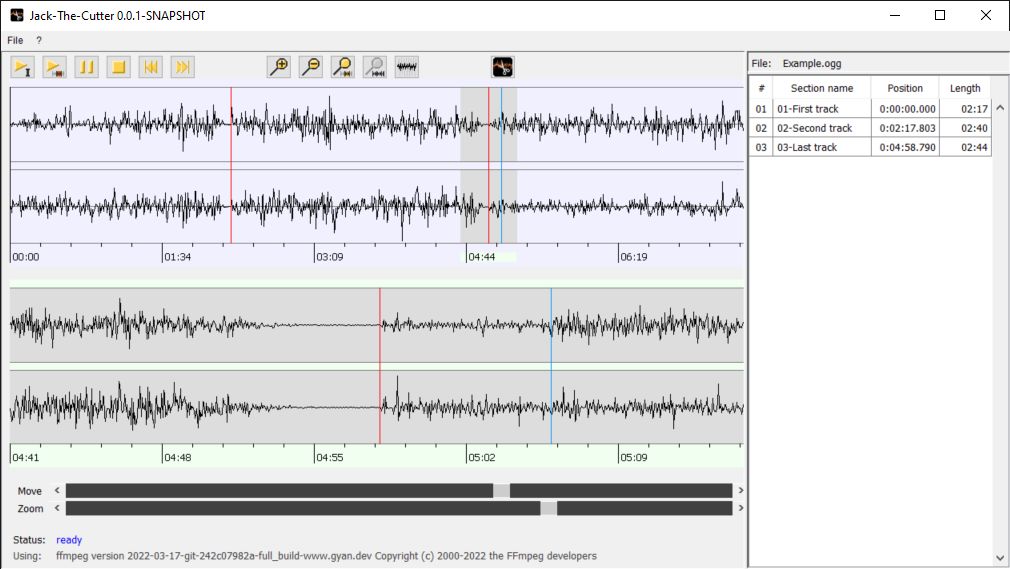 Jack-The-Cutter 0.0.1-SNAPSHOT
File ?
File: Example.ogg
# Section name Position Length
01 01-First track 0:00:00.000 02:17
02 02-Second track 0:02:17.803 02:40
03 03-Last track 0:04:58.790 02:44
00:00 01:34 03:09 04:44 06:19
04:41 04:48 04:55 05:02 05:09
Move < >
Zoom < >
Status: ready
Using: ffmpeg version 2022-03-17-git-242c07982a-full_build-www.gyan.dev Copyright (c) 2000-2022 the FFmpeg developers